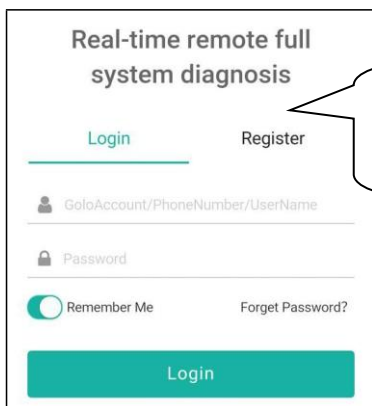 Real-time remote full
system diagnosis
Login Register
GoloAccount/PhoneNumber/UserName
Password
Remember Me Forget Password?
Login